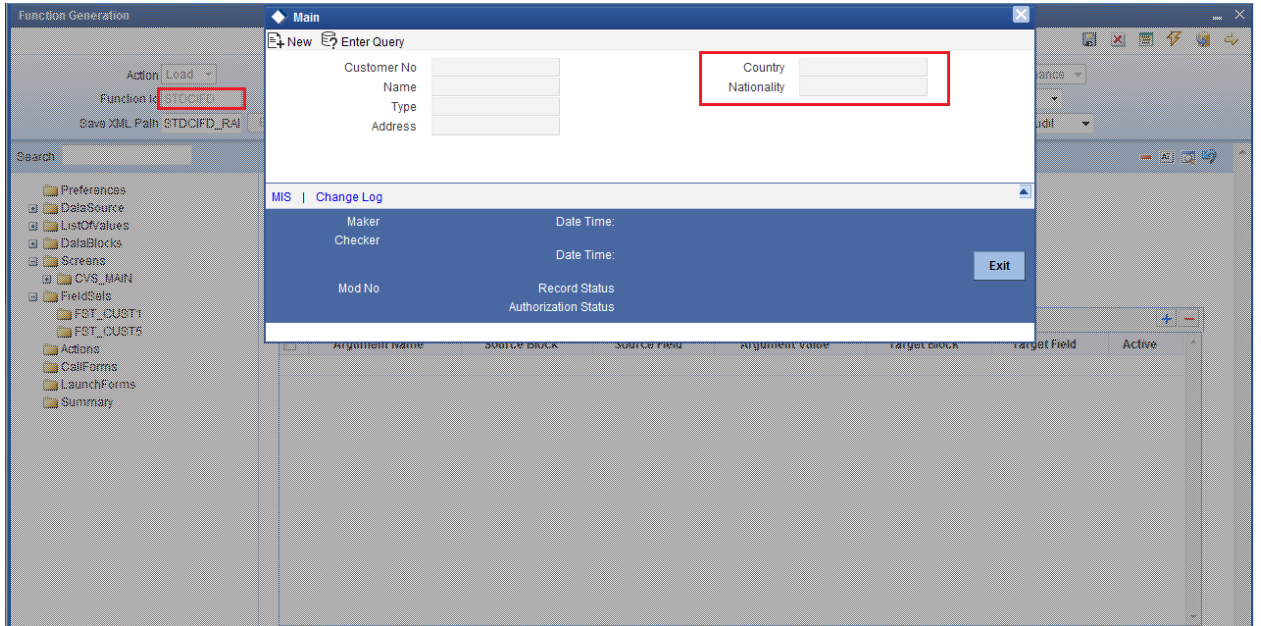 Function Generation
Main
New Enter Query
Customer No
Country
Name
Nationality
Type
Address
Action Load
Function Id STDCIFD
Save XML Path STDCIFD_RAI
Search
MIS | Change Log
Maker Date Time:
Checker
Date Time:
Exit
Mod No Record Status
Authorization Status
Preferences
DataSource
ListOfValues
DataBlocks
Screens
CVS_MAIN
FieldSets
FST_CUST1
FST_CUST5
Actions
CallForms
LaunchForms
Summary
Argument Name Source Block Source Field Argument Value Target Block Target Field Active